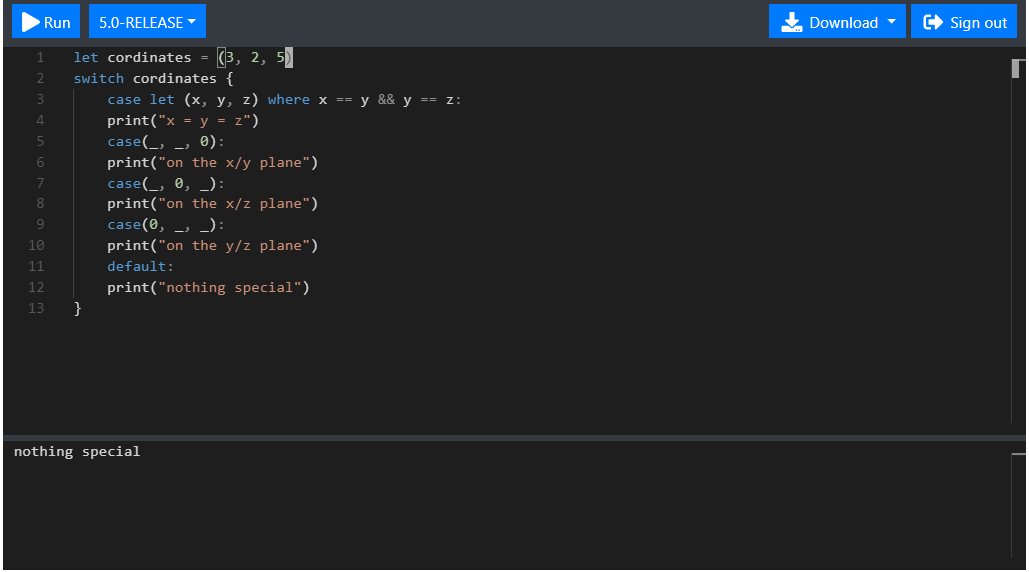 Run 5.0-RELEASE Download Sign out
1 let cordinates = (3, 2, 5)
2 switch cordinates {
3 case let (x, y, z) where x == y && y == z:
4 print("x = y = z")
5 case(_, _, 0):
6 print("on the x/y plane")
7 case(_, 0, _):
8 print("on the x/z plane")
9 case(0, _, _):
10 print("on the y/z plane")
11 default:
12 print("nothing special")
13 }
nothing special